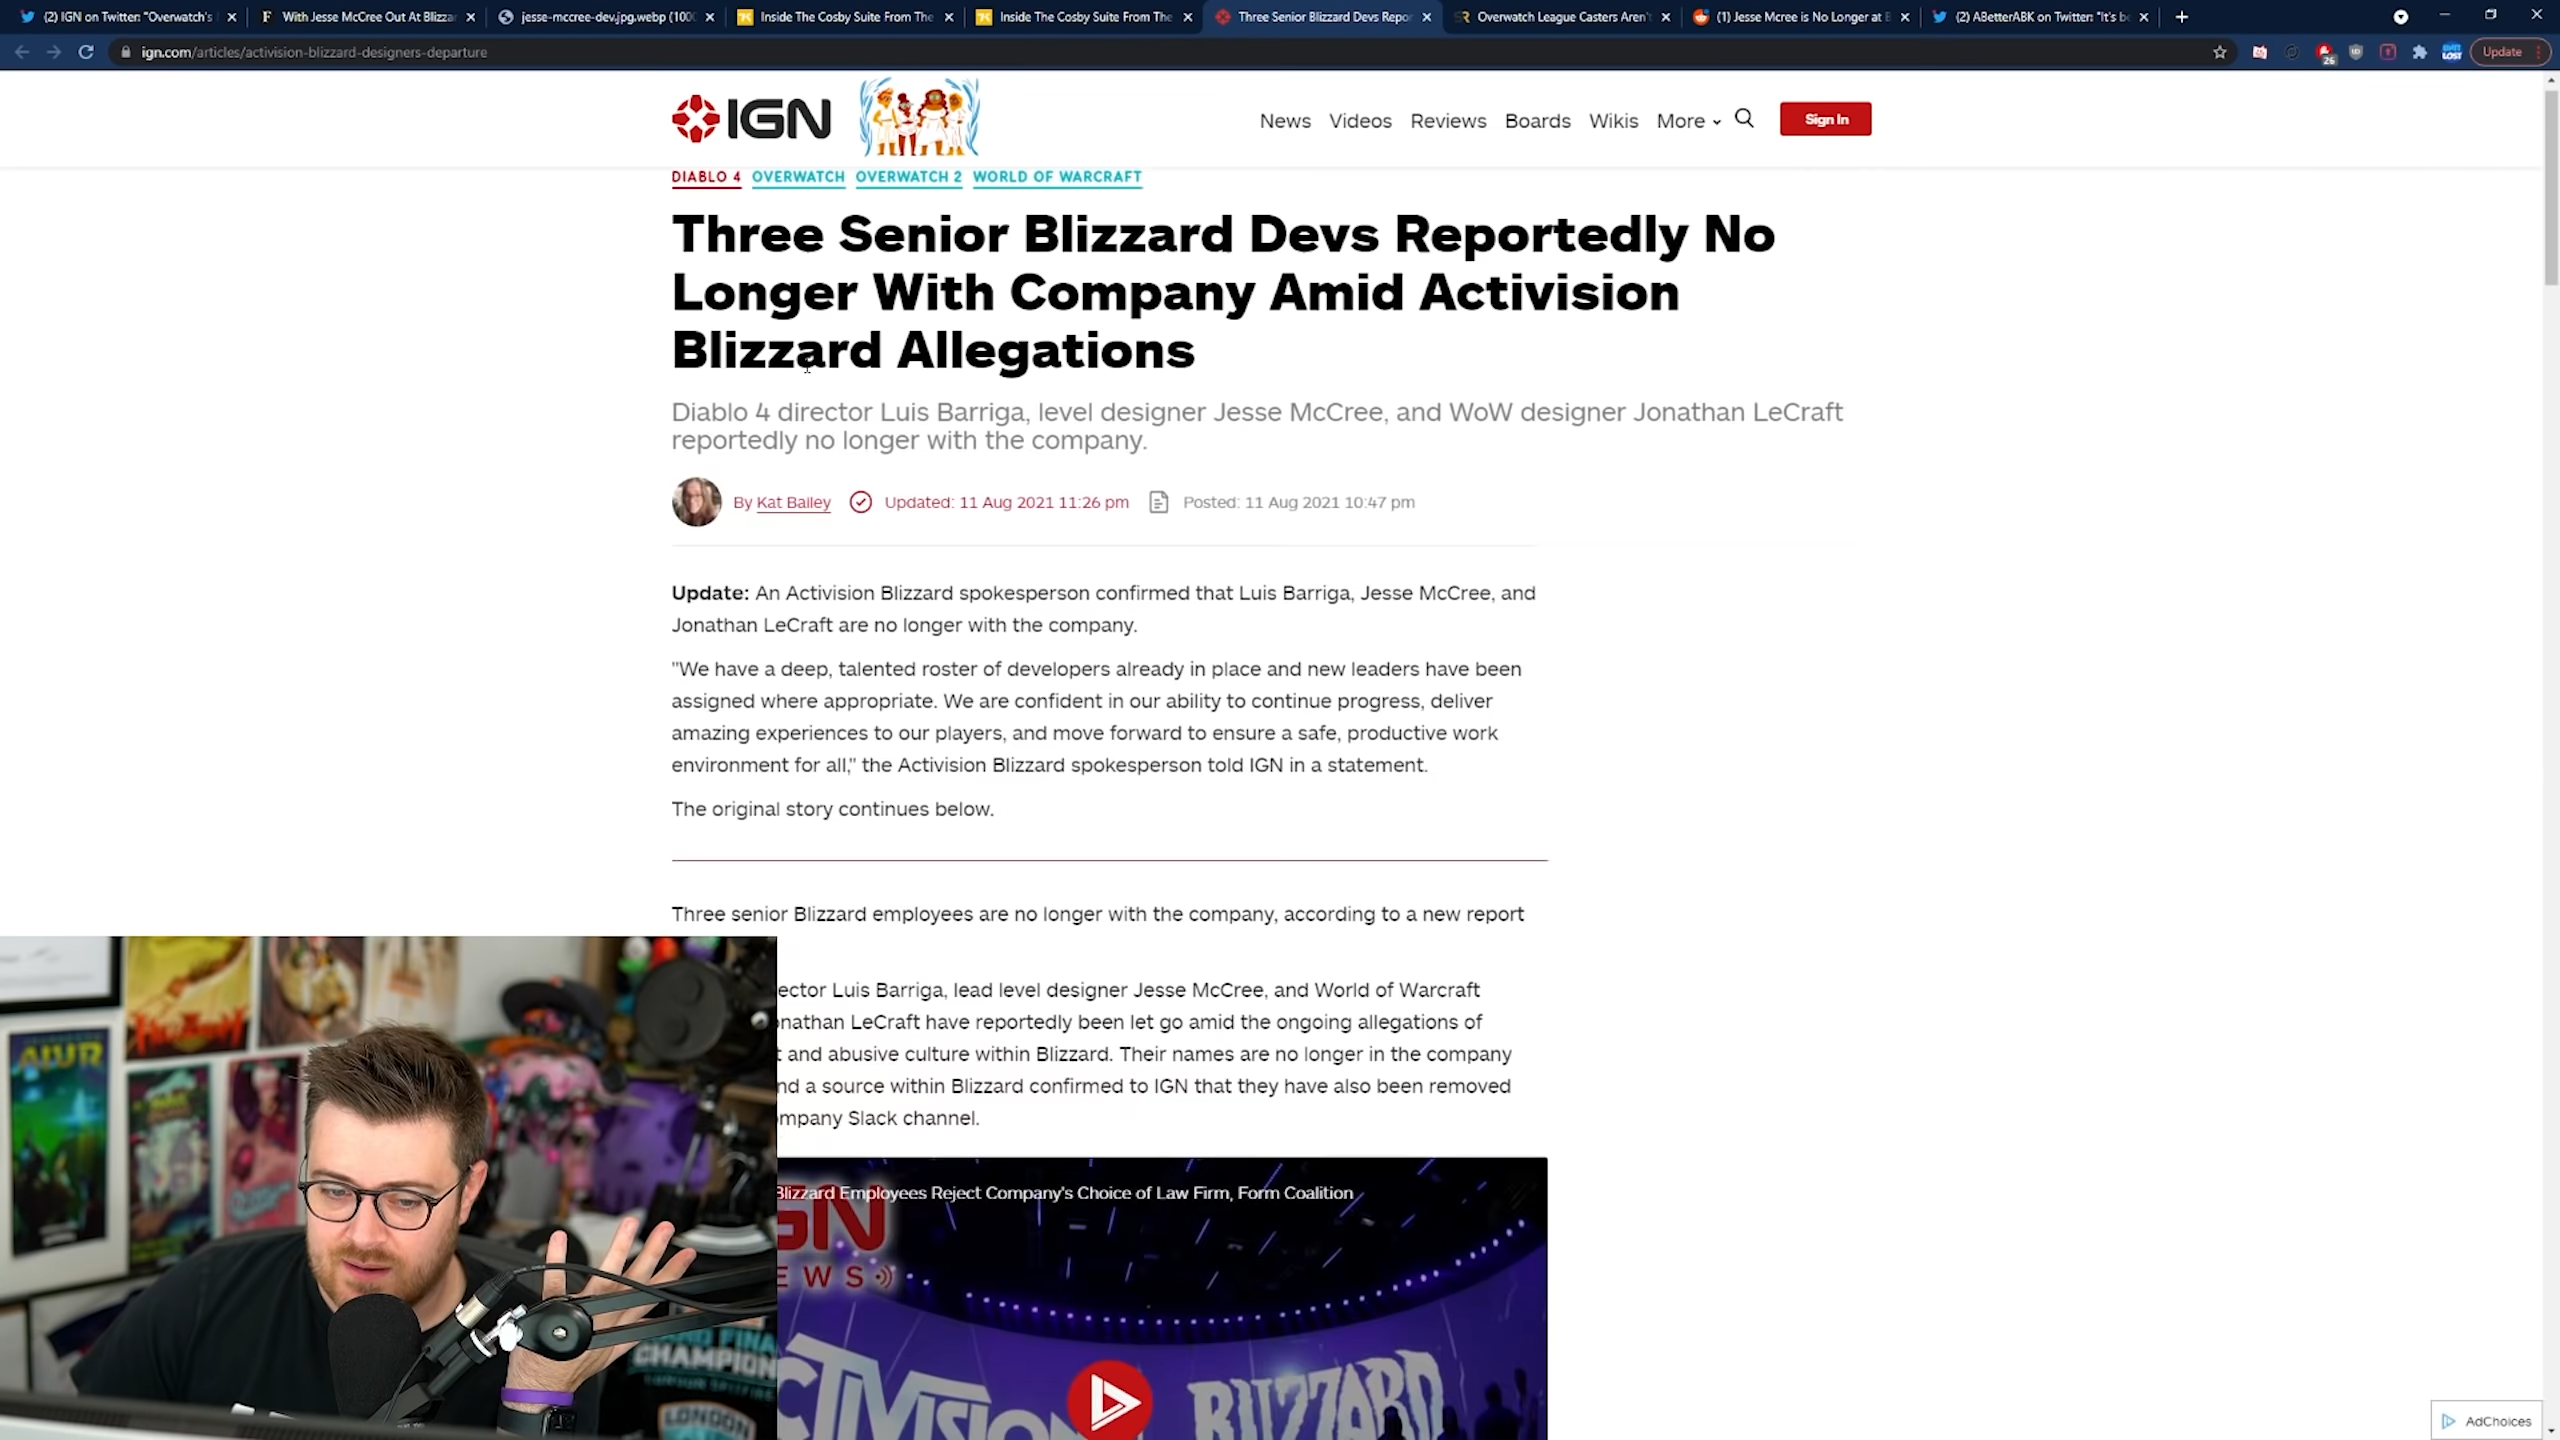 (2) IGN on Twitter: "Overwatch's
With Jesse McCree Out At Blizzar
jesse-mccree-dev.jpg.webp (100
Inside The Cosby Suite From The
Inside The Cosby Suite From The
Three Senior Blizzard Devs Repor
Overwatch League Casters Aren't
(1) Jesse Mcree is No Longer at B
(2) ABetterABK on Twitter: "It's be
ign.com/articles/activision-blizzard-designers-departure
26
Update
IGN
News Videos Reviews Boards Wikis More
Sign In
DIABLO 4 OVERWATCH OVERWATCH 2 WORLD OF WARCRAFT
Three Senior Blizzard Devs Reportedly No
Longer With Company Amid Activision
Blizzard Allegations
Diablo 4 director Luis Barriga, level designer Jesse McCree, and WoW designer Jonathan LeCraft
reportedly no longer with the company.
By Kat Bailey Updated: 11 Aug 2021 11:26 pm Posted: 11 Aug 2021 10:47 pm
Update: An Activision Blizzard spokesperson confirmed that Luis Barriga, Jesse McCree, and
Jonathan LeCraft are no longer with the company.
"We have a deep, talented roster of developers already in place and new leaders have been
assigned where appropriate. We are confident in our ability to continue progress, deliver
amazing experiences to our players, and move forward to ensure a safe, productive work
environment for all," the Activision Blizzard spokesperson told IGN in a statement.
The original story continues below.
Three senior Blizzard employees are no longer with the company, according to a new report
ector Luis Barriga, lead level designer Jesse McCree, and World of Warcraft
nathan LeCraft have reportedly been let go amid the ongoing allegations of
t and abusive culture within Blizzard. Their names are no longer in the company
nd a source within Blizzard confirmed to IGN that they have also been removed
mpany Slack channel.
Blizzard Employees Reject Company's Choice of Law Firm, Form Coalition
GN
EWS
CTIVISION BLIZZARD
CHAMPION
LONDON
AdChoices